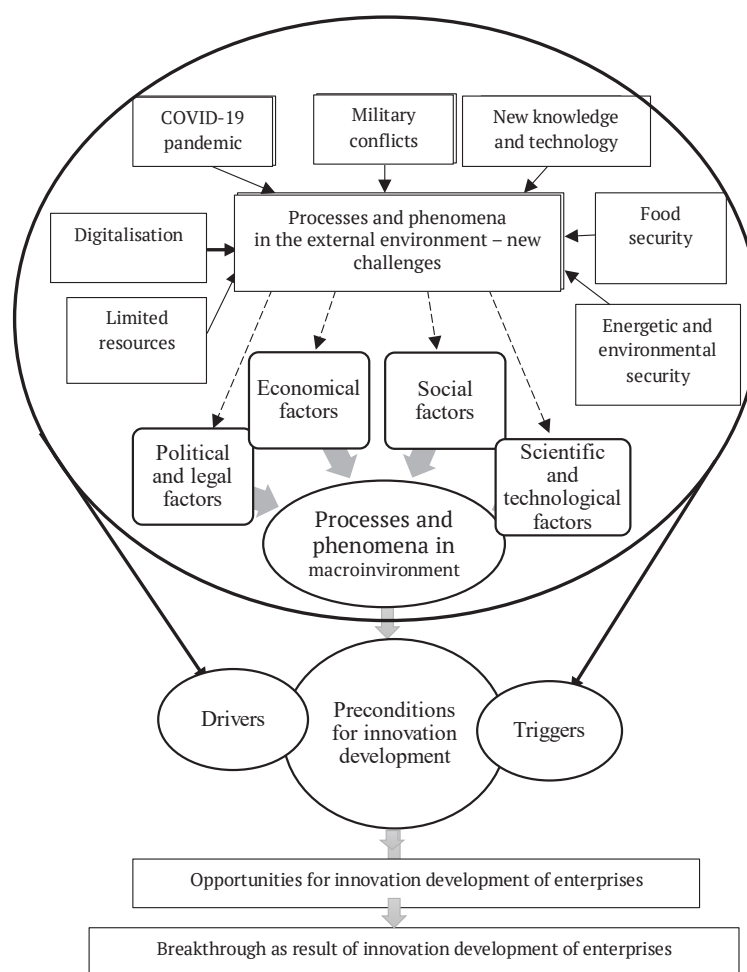 COVID-19
pandemic
Military
conflicts
New knowledge
and technology
Digitalisation
Processes and phenomena
in the external environment – new
challenges
Food
security
Limited
resources
Energetic and
environmental
security
Economical
factors
Social
factors
Political
and legal
factors
Scientific
and
technological
factors
Processes and
phenomena in
macroinvironment
Drivers
Preconditions
for innovation
development
Triggers
Opportunities for innovation development of enterprises
Breakthrough as result of innovation development of enterprises